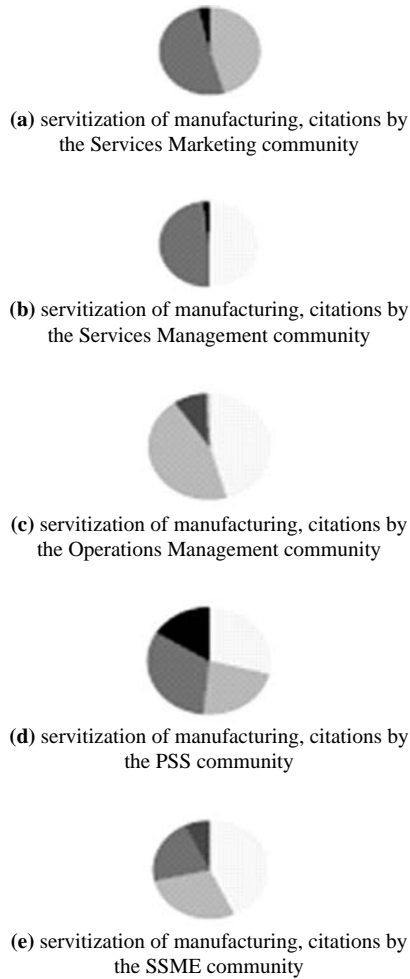 (a) servitization of manufacturing, citations by
the Services Marketing community
(b) servitization of manufacturing, citations by
the Services Management community
(c) servitization of manufacturing, citations by
the Operations Management community
(d) servitization of manufacturing, citations by
the PSS community
(e) servitization of manufacturing, citations by
the SSME community